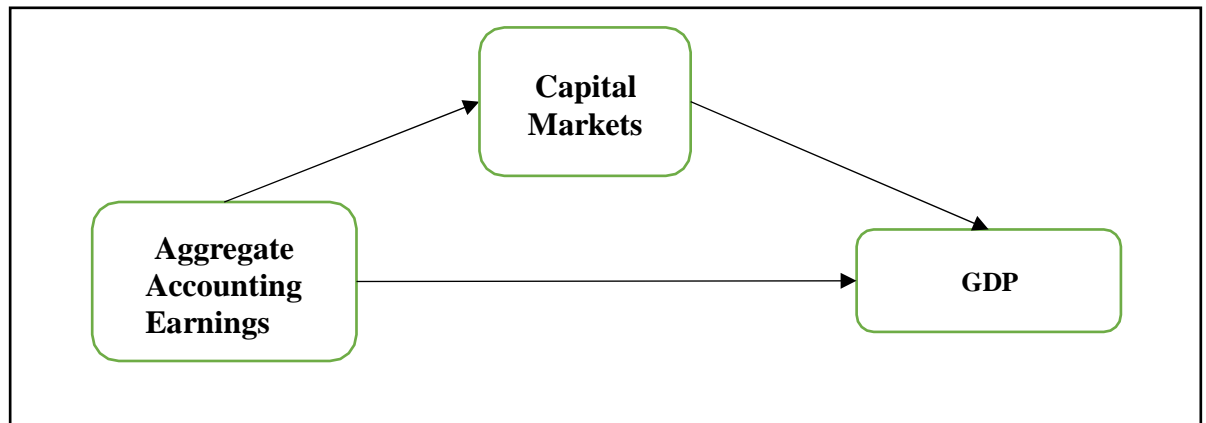 Capital
Markets
Aggregate
Accounting
Earnings
GDP